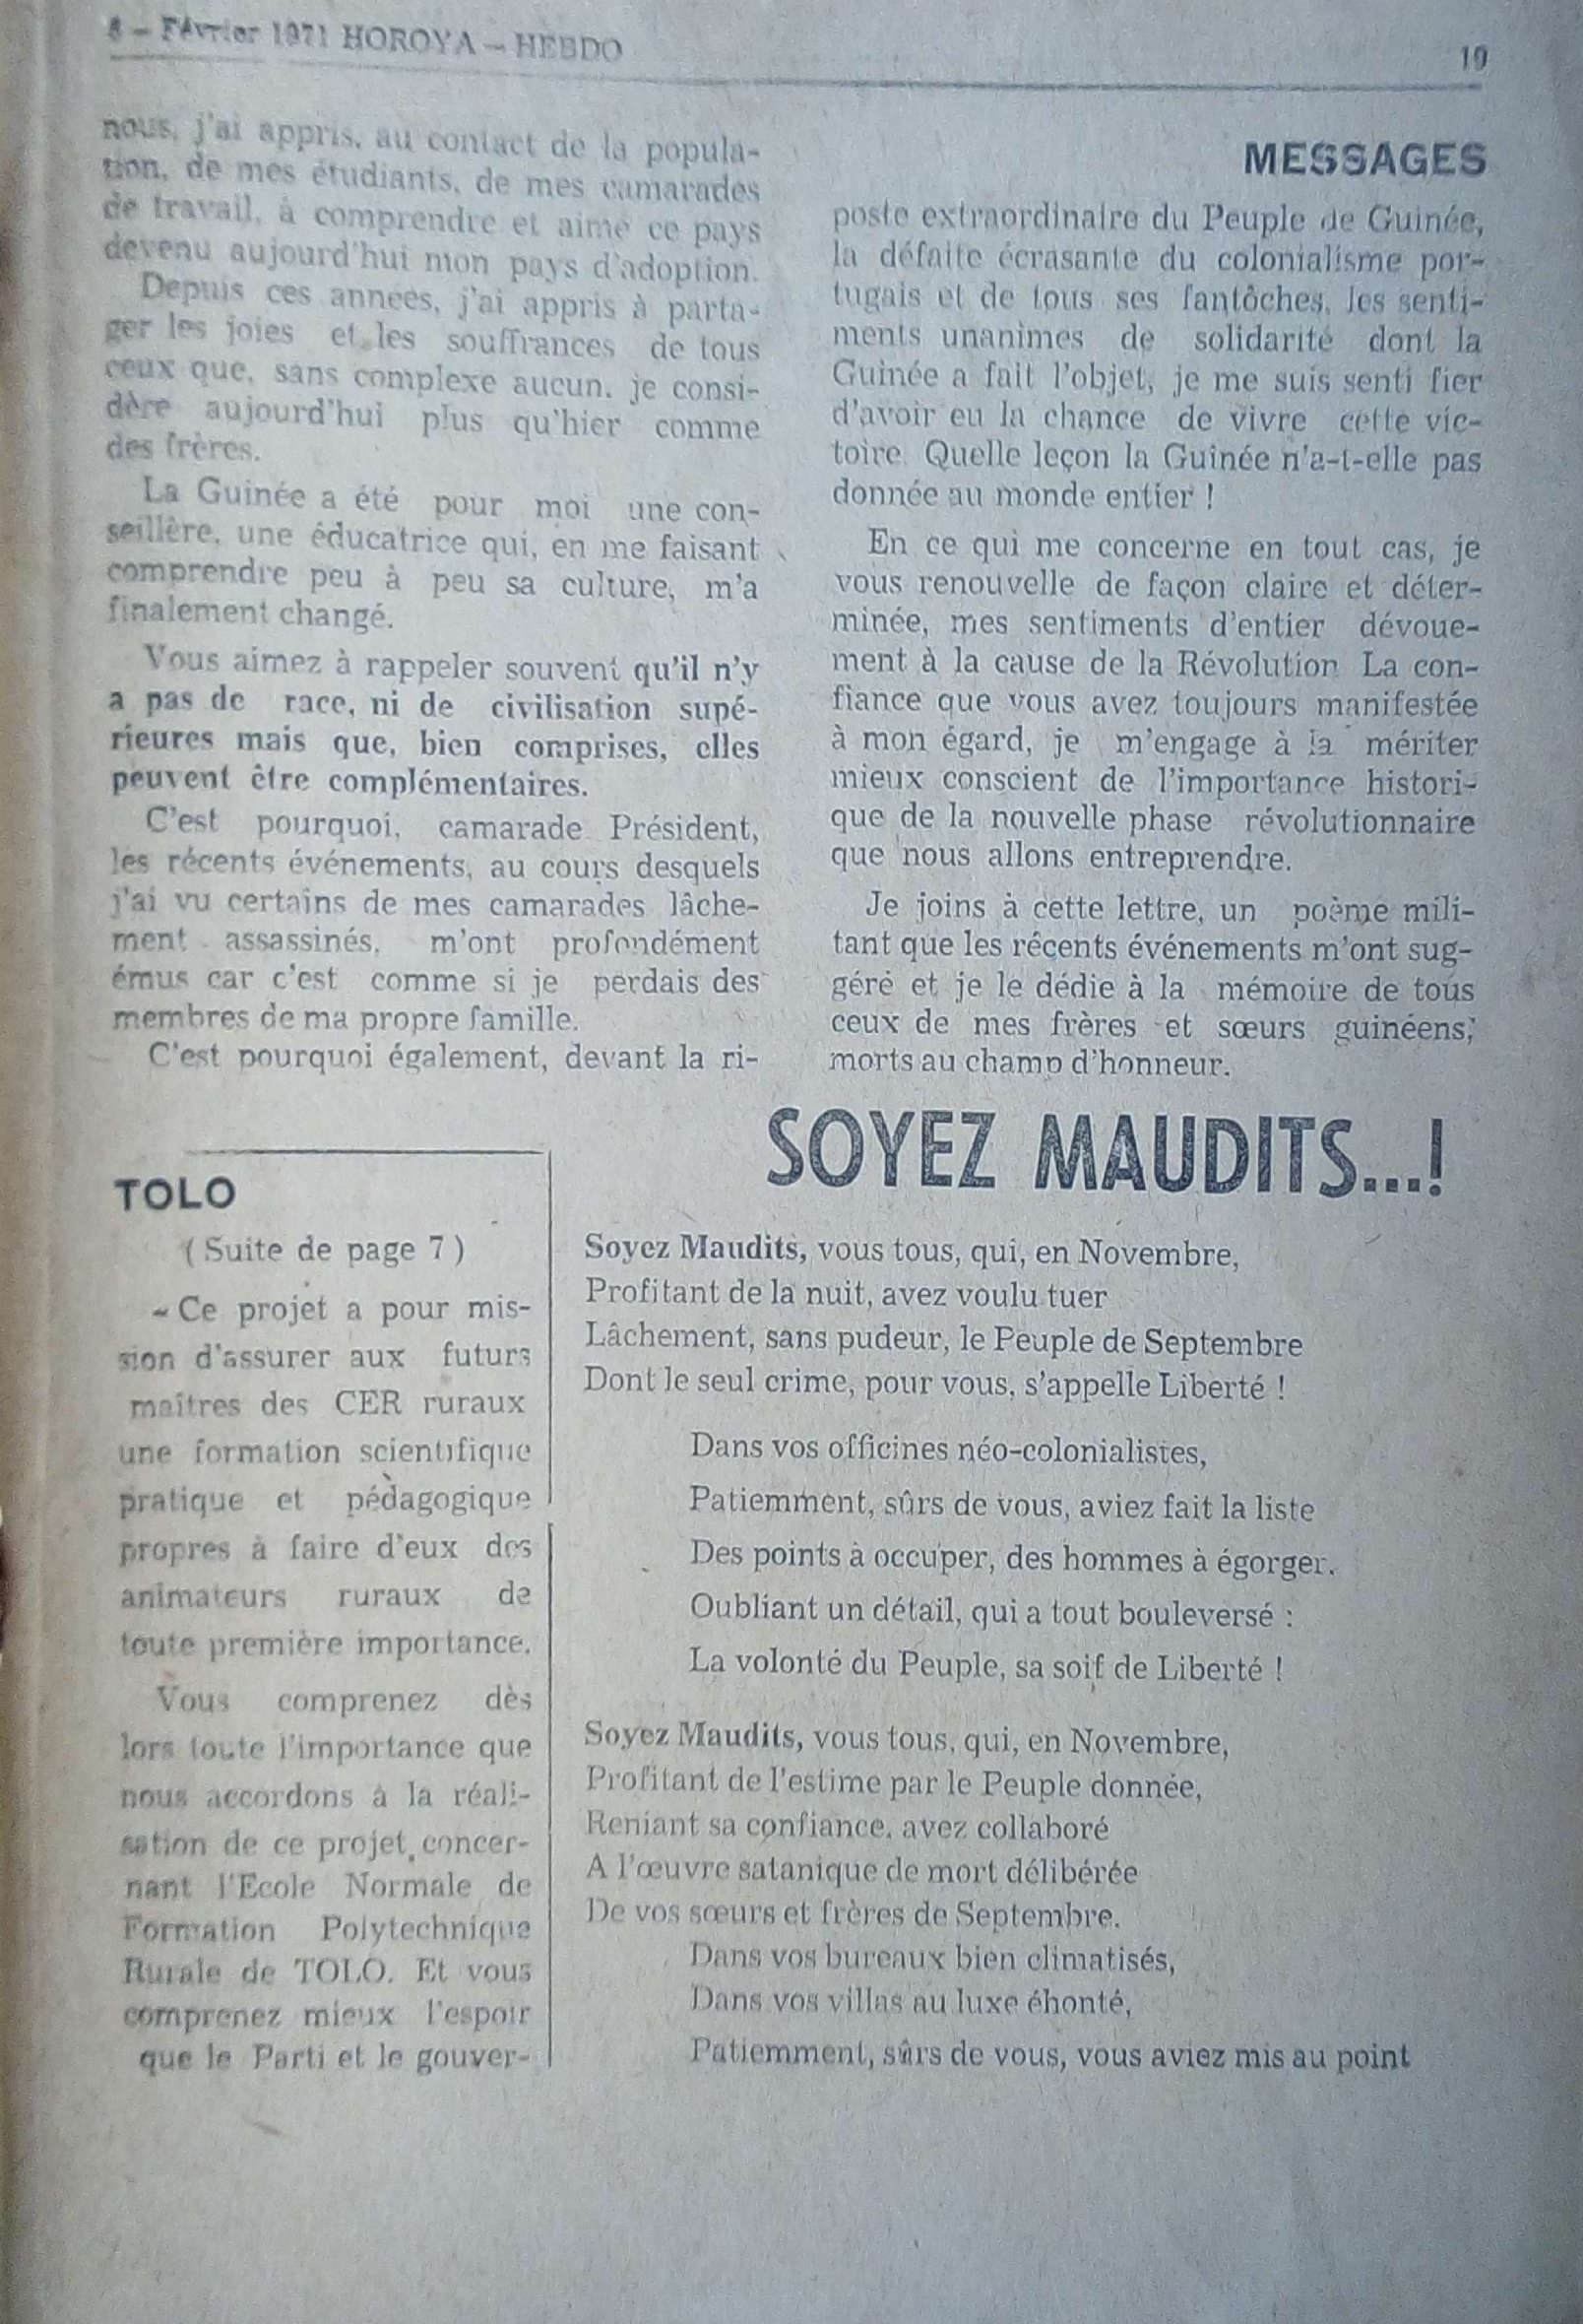 8 – Février 1971 HOROYA – HEBDO
19
nous, j'ai appris, au contact de la popula-
tion, de mes étudiants, de mes camarades
de travail, à comprendre et aimé ce pays
devenu aujourd'hui mon pays d'adoption.
Depuis ces années, j'ai appris à parta-
ger les joies et les souffrances de tous
ceux que, sans complexe aucun, je consi-
dère aujourd'hui plus qu'hier comme
des frères.
La Guinée a été pour moi une con-
seillère, une éducatrice qui, en me faisant
comprendre peu à peu sa culture, m'a
finalement changé.
Vous aimez à rappeler souvent qu'il n'y
a pas de race, ni de civilisation supé-
rieures mais que, bien comprises, elles
peuvent être complémentaires.
C'est pourquoi, camarade Président,
les récents événements, au cours desquels
j'ai vu certains de mes camarades lâche-
ment assassinés, m'ont profondément
émus car c'est comme si je perdais des
membres de ma propre famille.
C'est pourquoi également, devant la ri-
MESSAGES
poste extraordinaire du Peuple de Guinée,
la défaite écrasante du colonialisme por-
tugais et de tous ses fantôches, les senti-
ments unanimes de solidarité dont la
Guinée a fait l'objet, je me suis senti fier
d'avoir eu la chance de vivre cette vic-
toire. Quelle leçon la Guinée n'a-t-elle pas
donnée au monde entier !
En ce qui me concerne en tout cas, je
vous renouvelle de façon claire et déter-
minée, mes sentiments d'entier dévoue-
ment à la cause de la Révolution La con-
fiance que vous avez toujours manifestée
à mon égard, je m'engage à la mériter
mieux conscient de l'importance histori-
que de la nouvelle phase révolutionnaire
que nous allons entreprendre.
Je joins à cette lettre, un poème mili-
tant que les récents événements m'ont sug-
géré et je le dédie à la mémoire de tous
ceux de mes frères et sœurs guinéens,
morts au champ d'honneur.
TOLO
( Suite de page 7 )
– Ce projet a pour mis-
sion d'assurer aux futurs
maîtres des CER ruraux
une formation scientifique
pratique et pédagogique
propres à faire d'eux des
animateurs ruraux de
toute première importance.
Vous comprenez dès
lors toute l'importance que
nous accordons à la réali-
sation de ce projet concer-
nant l'Ecole Normale de
Formation Polytechnique
Rurale de TOLO. Et vous
comprenez mieux l'espoir
que le Parti et le gouver-
SOYEZ MAUDITS...!
Soyez Maudits, vous tous, qui, en Novembre,
Profitant de la nuit, avez voulu tuer
Lâchement, sans pudeur, le Peuple de Septembre
Dont le seul crime, pour vous, s'appelle Liberté !
Dans vos officines néo-colonialistes,
Patiemment, sûrs de vous, aviez fait la liste
Des points à occuper, des hommes à égorger.
Oubliant un détail, qui a tout bouleversé :
La volonté du Peuple, sa soif de Liberté !
Soyez Maudits, vous tous, qui, en Novembre,
Profitant de l'estime par le Peuple donnée,
Reniant sa confiance, avez collaboré
A l'œuvre satanique de mort délibérée
De vos sœurs et frères de Septembre.
Dans vos bureaux bien climatisés,
Dans vos villas au luxe éhonté,
Patiemment, sûrs de vous, vous aviez mis au point